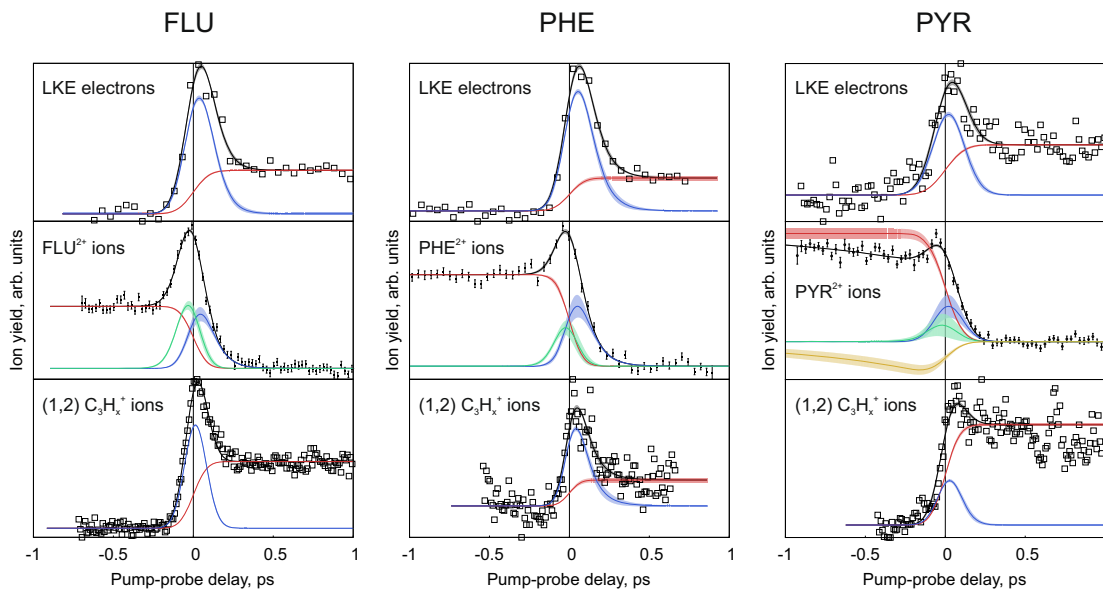 FLU
PHE
PYR
LKE electrons
LKE electrons
LKE electrons
FLU²⁺ ions
PHE²⁺ ions
PYR²⁺ ions
(1,2) C₃Hₓ⁺ ions
(1,2) C₃Hₓ⁺ ions
(1,2) C₃Hₓ⁺ ions
Ion yield, arb. units
Ion yield, arb. units
Ion yield, arb. units
-1 -0.5 0 0.5 1
-1 -0.5 0 0.5 1
-1 -0.5 0 0.5
Pump-probe delay, ps
Pump-probe delay, ps
Pump-probe delay, ps